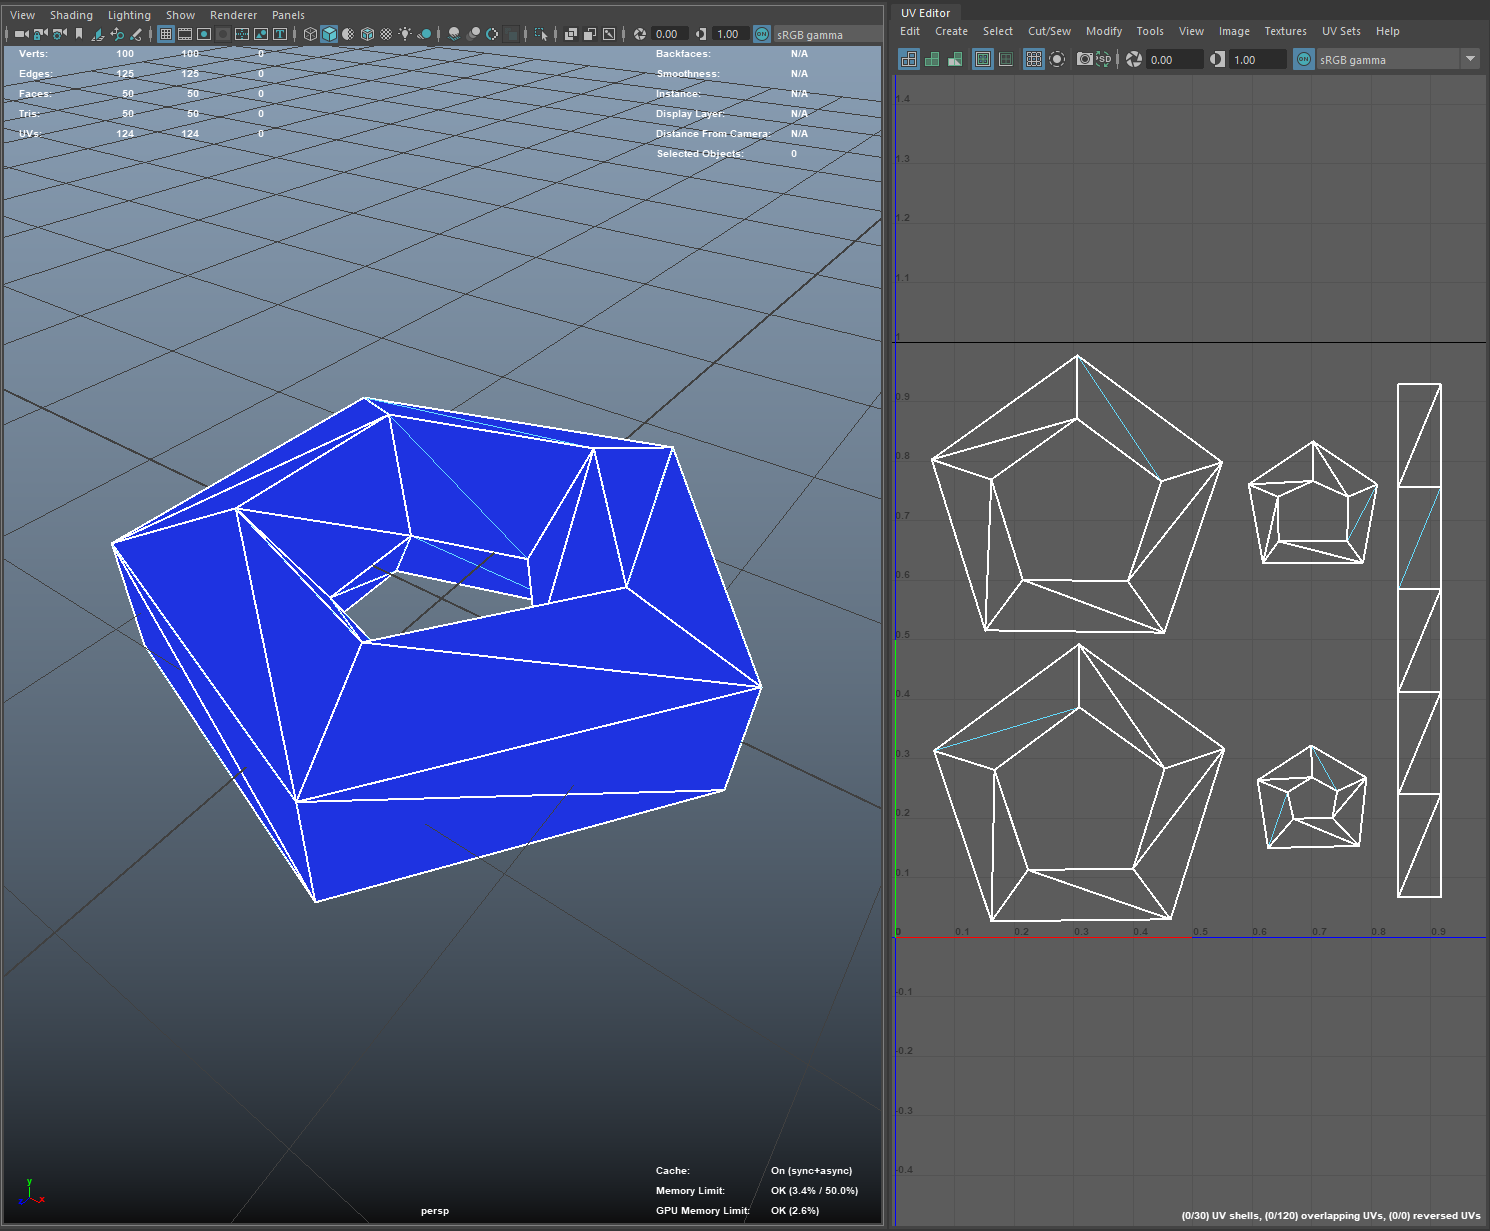 View Shading Lighting Show Renderer Panels
0.00 1.00 ON sRGB gamma
Verts: 100 100 0
Edges: 125 125 0
Faces: 50 50 0
Tris: 50 50 0
UVs: 124 124 0
Backfaces: N/A
Smoothness: N/A
Instance: N/A
Display Layer: N/A
Distance From Camera: N/A
Selected Objects: 0
y
x
persp
Cache: On (sync+async)
Memory Limit: OK (3.4% / 50.0%)
GPU Memory Limit: OK (2.6%)
UV Editor
Edit Create Select Cut/Sew Modify Tools View Image Textures UV Sets Help
SD 0.00 1.00 ON sRGB gamma
1.4
1.3
1.2
1.1
1
0.9
0.8
0.7
0.6
0.5
0.4
0.3
0.2
0.1
0 0.1 0.2 0.3 0.4 0.5 0.6 0.7 0.8 0.9
-0.1
-0.2
-0.3
-0.4
(0/30) UV shells, (0/120) overlapping UVs, (0/0) reversed UVs